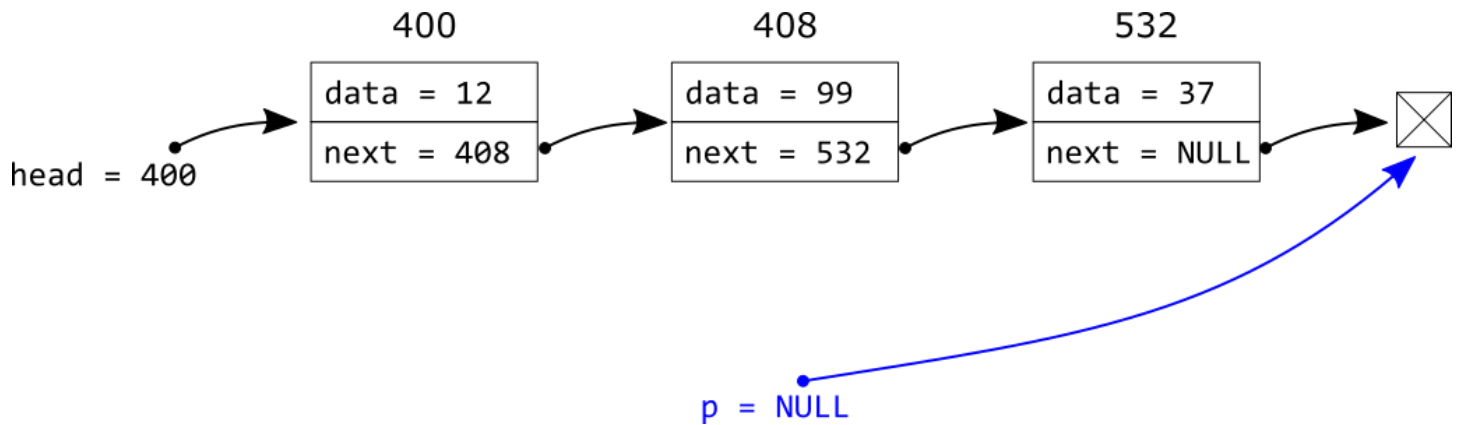 400
408
532
data = 12
data = 99
data = 37
next = 408
next = 532
next = NULL
head = 400
p = NULL